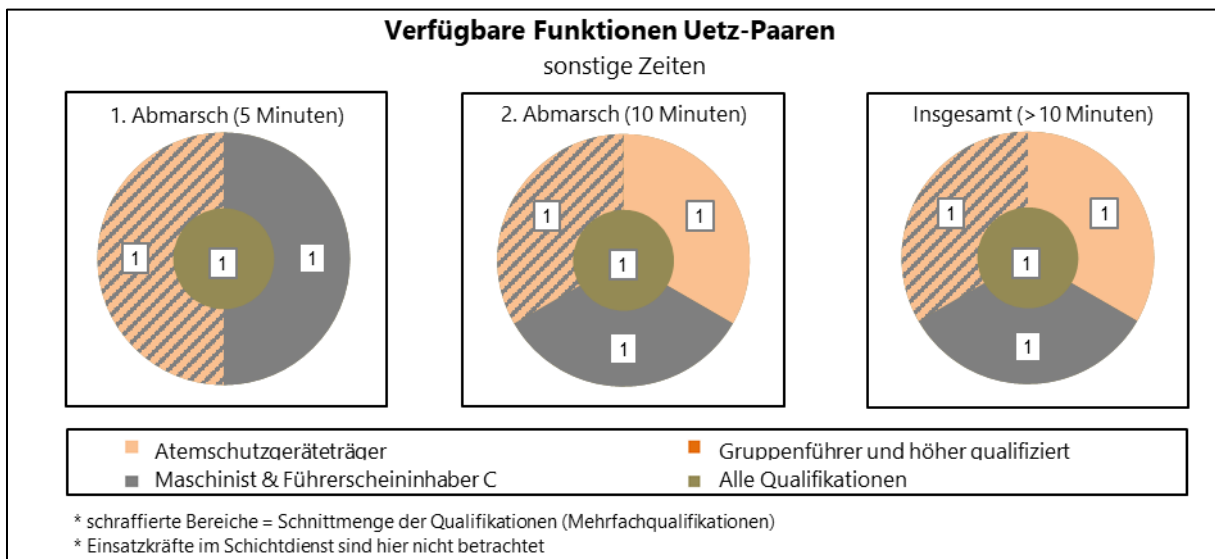 Verfügbare Funktionen Uetz-Paaren
sonstige Zeiten
1. Abmarsch (5 Minuten)
1
1
1
2. Abmarsch (10 Minuten)
1
1
1
1
Insgesamt (> 10 Minuten)
1
1
1
1
Atemschutzgeräteträger
Gruppenführer und höher qualifiziert
Maschinist & Führerscheininhaber C
Alle Qualifikationen
* schraffierte Bereiche = Schnittmenge der Qualifikationen (Mehrfachqualifikationen)
* Einsatzkräfte im Schichtdienst sind hier nicht betrachtet